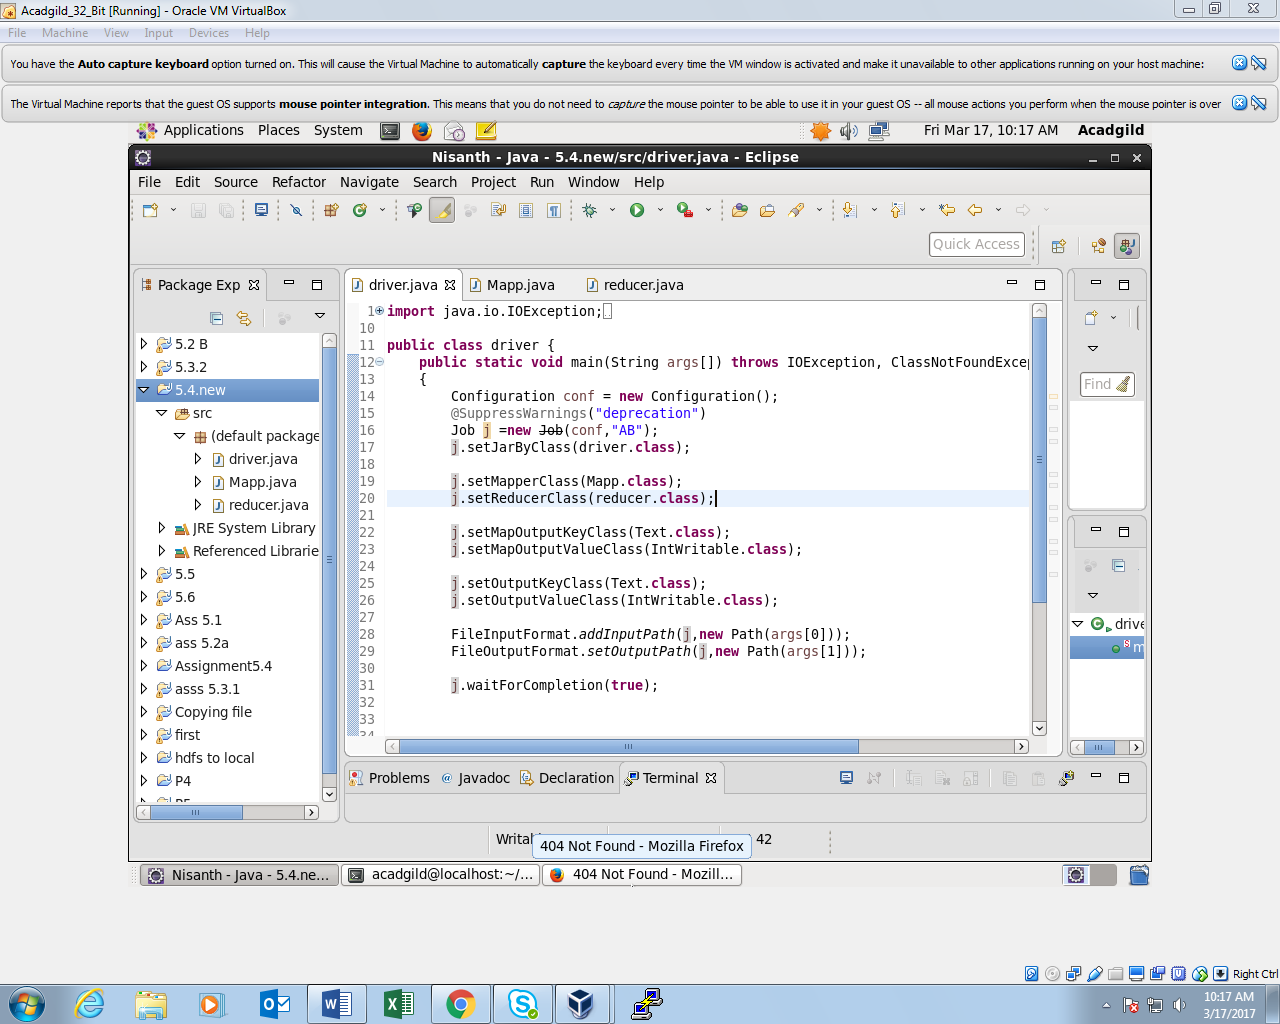 Acadgild_32_Bit [Running] - Oracle VM VirtualBox
File Machine View Input Devices Help
You have the Auto capture keyboard option turned on. This will cause the Virtual Machine to automatically capture the keyboard every time the VM window is activated and make it unavailable to other applications running on your host machine:
The Virtual Machine reports that the guest OS supports mouse pointer integration. This means that you do not need to capture the mouse pointer to be able to use it in your guest OS -- all mouse actions you perform when the mouse pointer is over
Applications Places System Fri Mar 17, 10:17 AM Acadgild
Nisanth - Java - 5.4.new/src/driver.java - Eclipse
File Edit Source Refactor Navigate Search Project Run Window Help
Quick Access
Package Exp
5.2 B
5.3.2
5.4.new
src
(default package
driver.java
Mapp.java
reducer.java
JRE System Library
Referenced Librarie
5.5
5.6
Ass 5.1
ass 5.2a
Assignment5.4
asss 5.3.1
Copying file
first
hdfs to local
P4
driver.java Mapp.java reducer.java
1 import java.io.IOException;
10
11 public class driver {
12 public static void main(String args[]) throws IOException, ClassNotFoundExcep
13 {
14 Configuration conf = new Configuration();
15 @SuppressWarnings("deprecation")
16 Job j =new Job(conf,"AB");
17 j.setJarByClass(driver.class);
18
19 j.setMapperClass(Mapp.class);
20 j.setReducerClass(reducer.class);
21
22 j.setMapOutputKeyClass(Text.class);
23 j.setMapOutputValueClass(IntWritable.class);
24
25 j.setOutputKeyClass(Text.class);
26 j.setOutputValueClass(IntWritable.class);
27
28 FileInputFormat.addInputPath(j,new Path(args[0]));
29 FileOutputFormat.setOutputPath(j,new Path(args[1]));
30
31 j.waitForCompletion(true);
32
33
Find
drive
m
Problems @ Javadoc Declaration Terminal
Writal 42
404 Not Found - Mozilla Firefox
Nisanth - Java - 5.4.ne... acadgild@localhost:~/... 404 Not Found - Mozill...
Right Ctrl
10:17 AM
3/17/2017